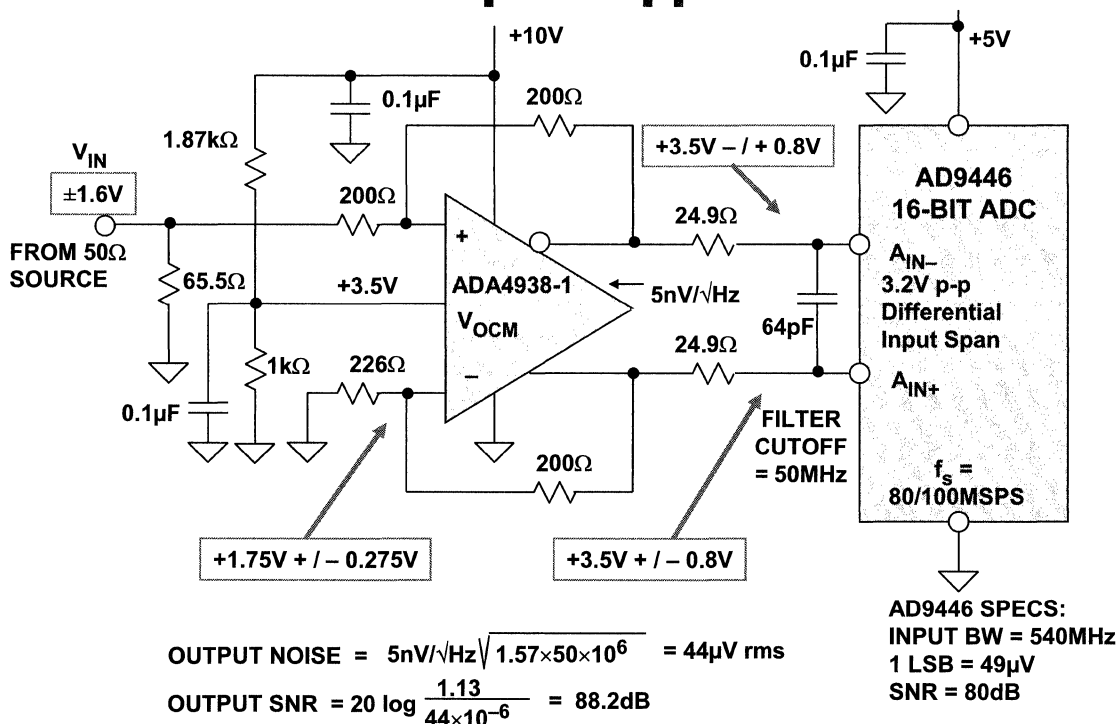 +10V
+5V
0.1µF
0.1µF
200Ω
1.87kΩ
+3.5V – / + 0.8V
V_IN
±1.6V
200Ω
AD9446
16-BIT ADC
24.9Ω
FROM 50Ω
SOURCE
+
A_IN–
3.2V p-p
Differential
Input Span
65.5Ω
+3.5V
ADA4938-1
5nV/√Hz
V_OCM
64pF
24.9Ω
1kΩ
226Ω
–
A_IN+
0.1µF
FILTER
CUTOFF
= 50MHz
200Ω
f_s =
80/100MSPS
+1.75V + / – 0.275V
+3.5V + / – 0.8V
AD9446 SPECS:
INPUT BW = 540MHz
1 LSB = 49µV
SNR = 80dB
OUTPUT NOISE = 5nV/√Hz √1.57×50×10⁶ = 44µV rms
OUTPUT SNR = 20 log 1.13 / 44×10⁻⁶ = 88.2dB